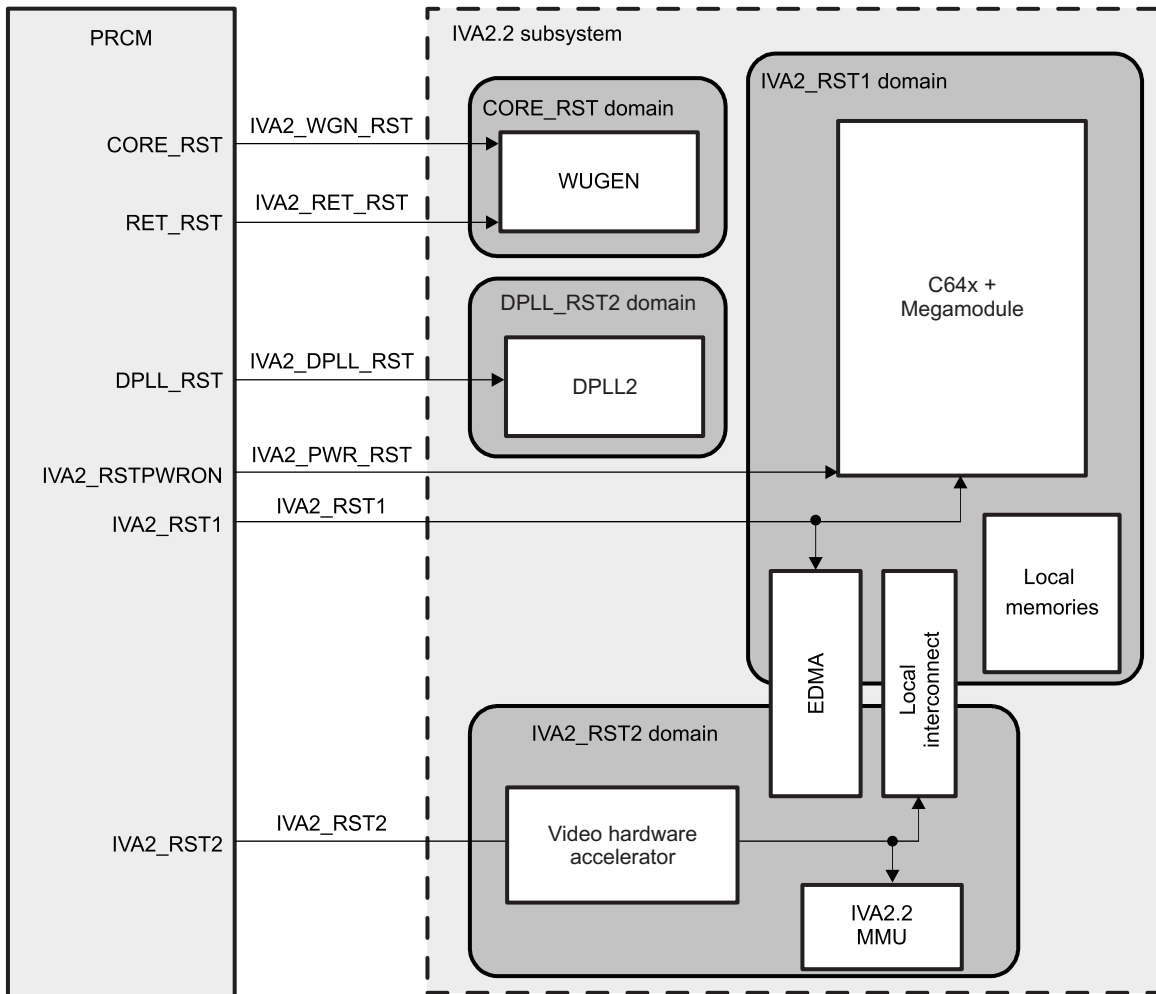 PRCM
IVA2.2 subsystem
IVA2_RST1 domain
CORE_RST domain
IVA2_WGN_RST
CORE_RST
WUGEN
IVA2_RET_RST
RET_RST
C64x +
Megamodule
DPLL_RST2 domain
IVA2_DPLL_RST
DPLL_RST
DPLL2
IVA2_PWR_RST
IVA2_RSTPWRON
IVA2_RST1
IVA2_RST1
Local
memories
EDMA
Local
interconnect
IVA2_RST2 domain
IVA2_RST2
IVA2_RST2
Video hardware
accelerator
IVA2.2
MMU